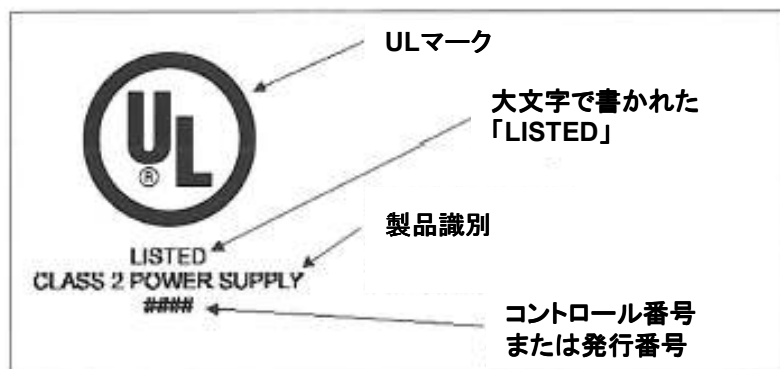 ULマーク
大文字で書かれた
「LISTED」
製品識別
コントロール番号
または発行番号
UL
®
LISTED
CLASS 2 POWER SUPPLY
####